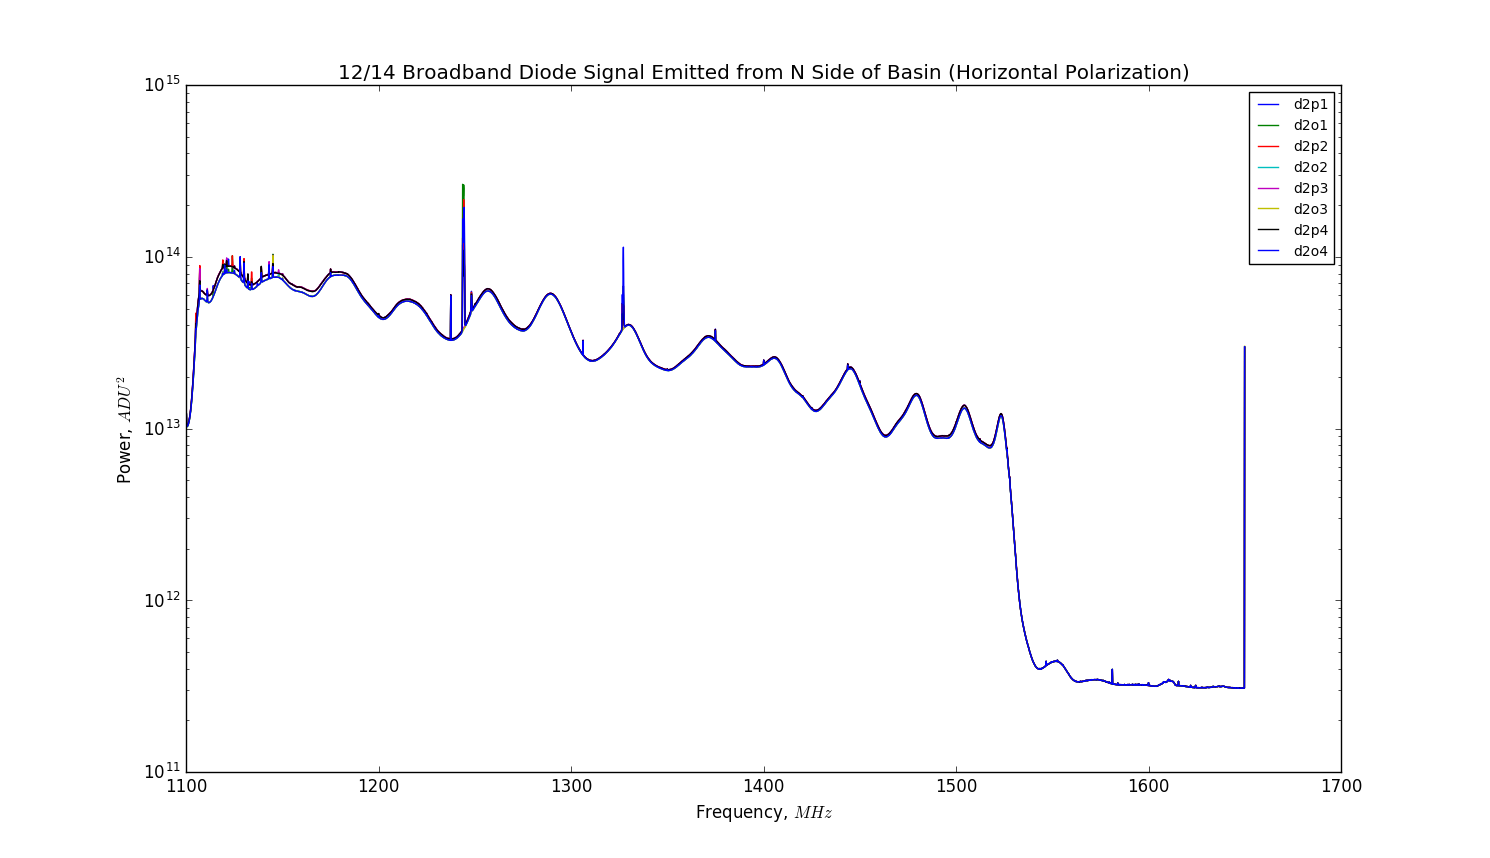 12/14 Broadband Diode Signal Emitted from N Side of Basin (Horizontal Polarization)
10^15
10^14
10^13
10^12
10^11
Power, ADU^2
d2p1
d2o1
d2p2
d2o2
d2p3
d2o3
d2p4
d2o4
1100 1200 1300 1400 1500 1600 1700
Frequency, MHz